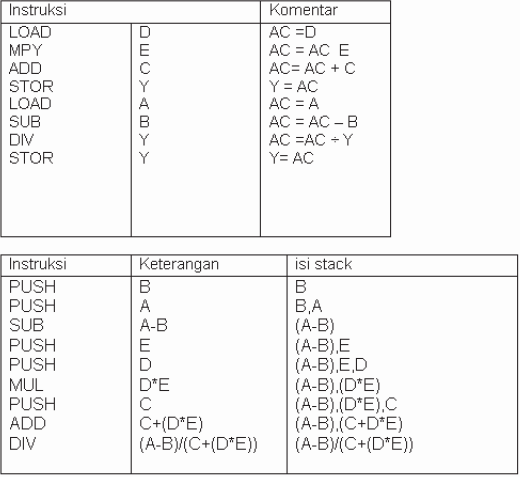 Instruksi Komentar
LOAD D AC =D
MPY E AC = AC E
ADD C AC= AC + C
STOR Y Y = AC
LOAD A AC = A
SUB B AC = AC – B
DIV Y AC =AC ÷ Y
STOR Y Y= AC
Instruksi Keterangan isi stack
PUSH B B
PUSH A B,A
SUB A-B (A-B)
PUSH E (A-B),E
PUSH D (A-B),E,D
MUL D*E (A-B),(D*E)
PUSH C (A-B),(D*E),C
ADD C+(D*E) (A-B),(C+D*E)
DIV (A-B)/(C+(D*E)) (A-B)/(C+(D*E))